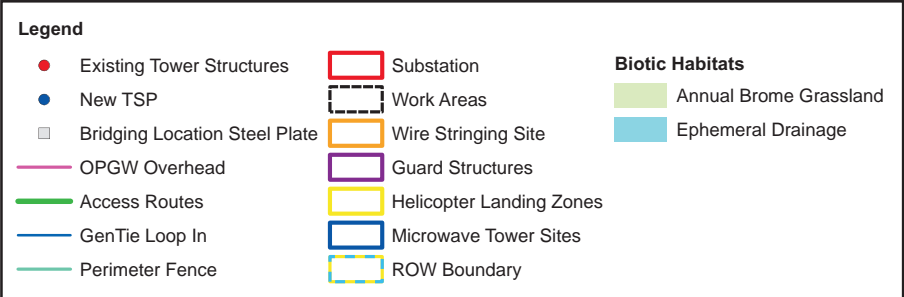 Legend
Existing Tower Structures
New TSP
Bridging Location Steel Plate
OPGW Overhead
Access Routes
GenTie Loop In
Perimeter Fence
Substation
Work Areas
Wire Stringing Site
Guard Structures
Helicopter Landing Zones
Microwave Tower Sites
ROW Boundary
Biotic Habitats
Annual Brome Grassland
Ephemeral Drainage